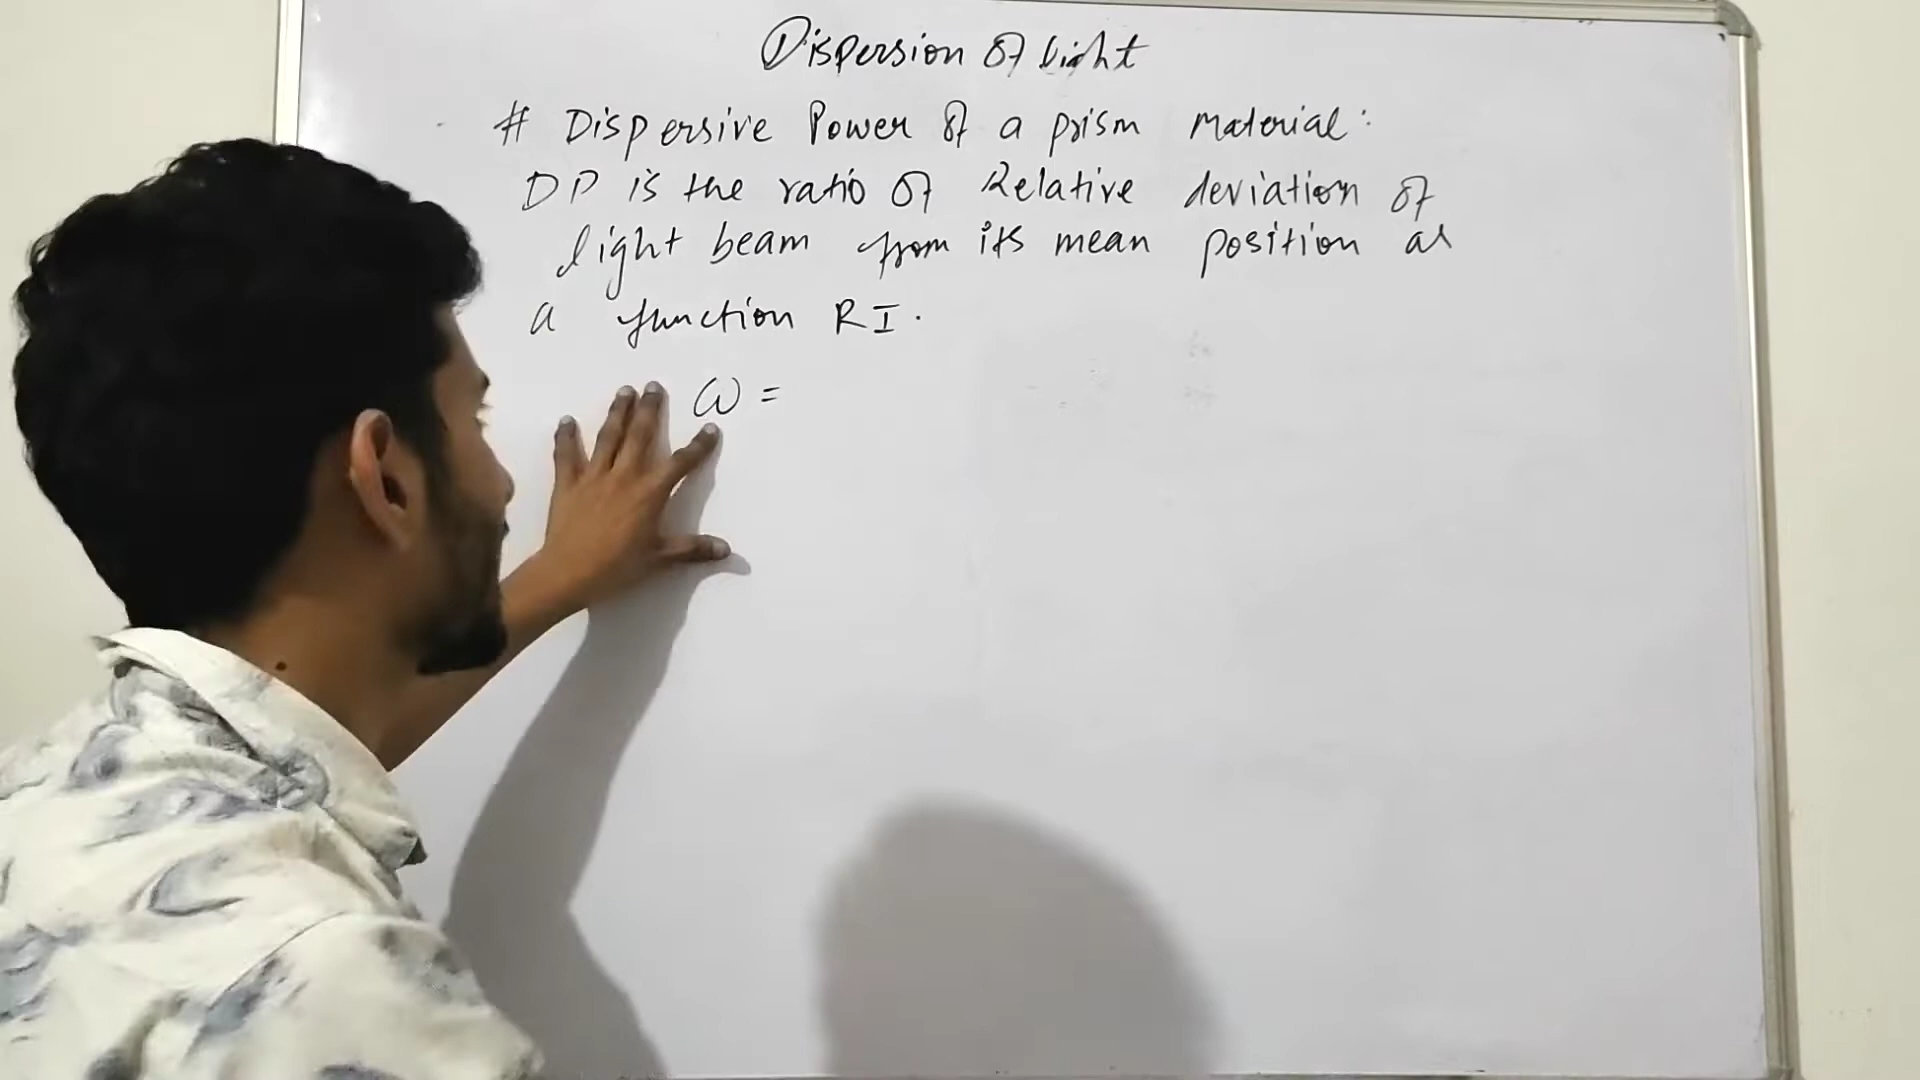 Dispersion of light
# Dispersive Power of a prism Material:
DP is the ratio of Relative deviation of
light beam from its mean position as
a function RI.
ω =